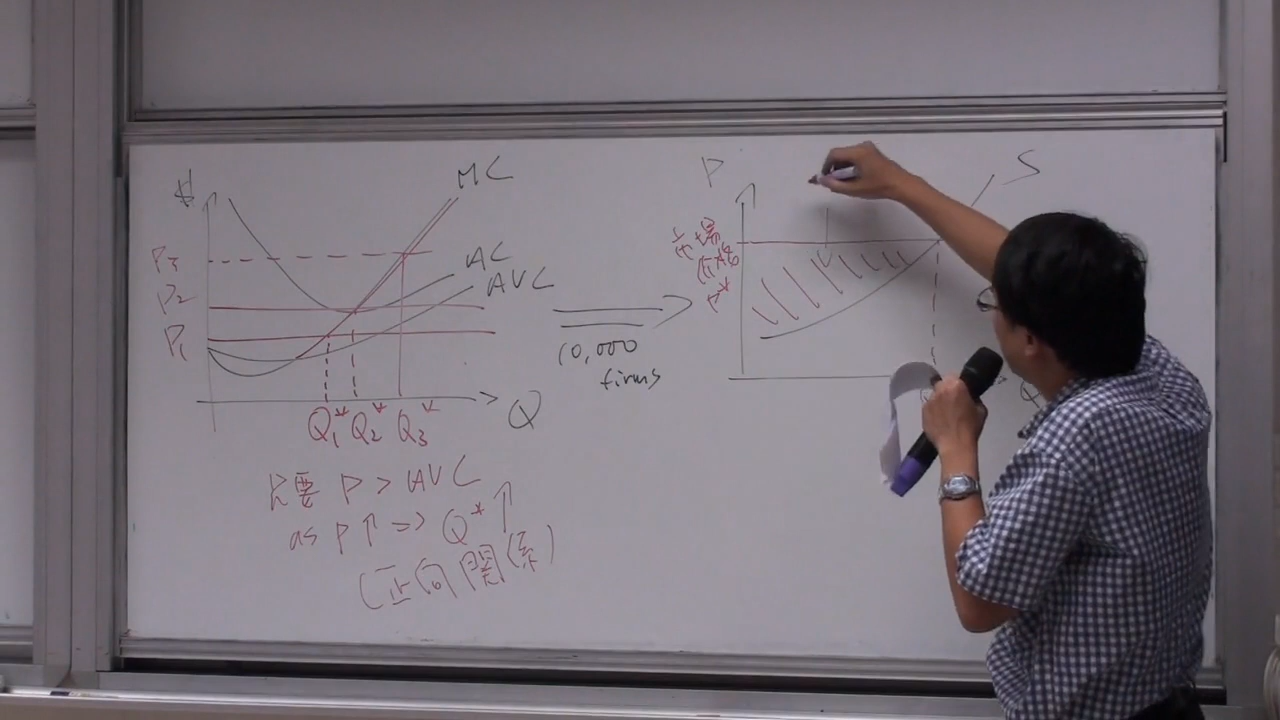 $
MC
AC
AVC
P3
P2
P1
Q1* Q2* Q3*
Q
只要 P > AVC
as P↑ => Q*↑
(正向關係)
10,000
firms
P
S
市場
價格
P*
Q